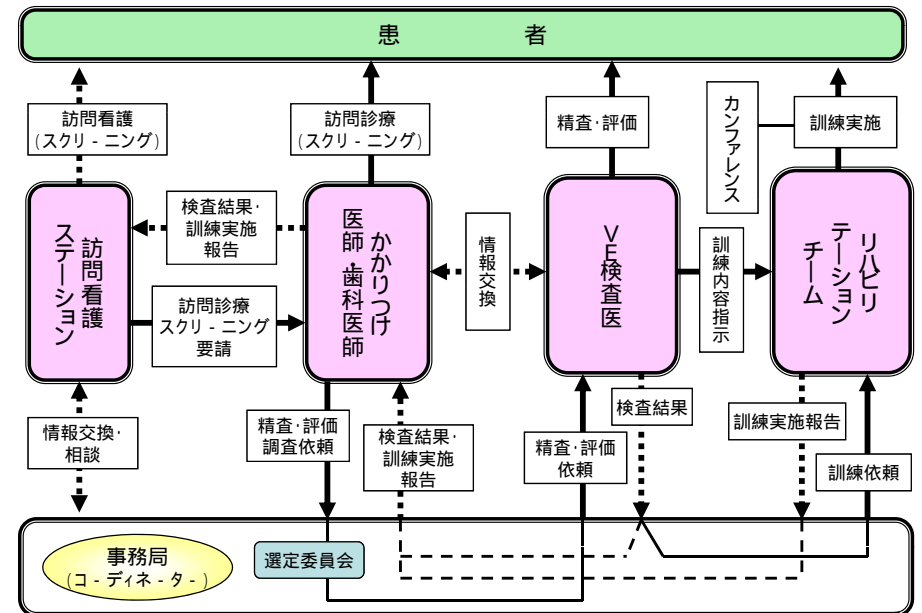 患　者
訪問看護
(スクリ-ニング)
訪問診療
(スクリ-ニング)
精査・評価
カンファレンス
訓練実施
訪問看護
ステーション
検査結果・
訓練実施
報告
訪問診療
スクリ-ニング
要請
かかりつけ
医師・歯科医師
情報交換
VE検査医
訓練内容指示
リハビリ
テーション
チーム
情報交換・
相談
精査・評価
調査依頼
検査結果・
訓練実施
報告
精査・評価
依頼
検査結果
訓練実施報告
訓練依頼
事務局
(コ-ディネ-タ-)
選定委員会